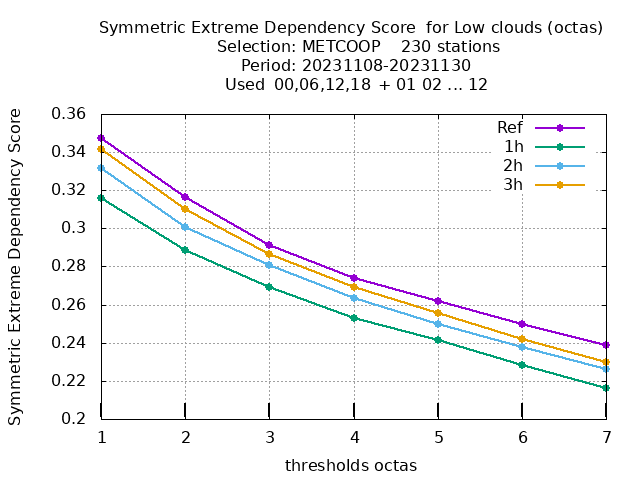 Symmetric Extreme Dependency Score  for Low clouds (octas)
Selection: METCOOP    230 stations
Period: 20231108-20231130
Used  00,06,12,18  + 01 02 ... 12
Symmetric Extreme Dependency Score
0.36
0.34
0.32
0.3
0.28
0.26
0.24
0.22
0.2
Ref
1h
2h
3h
1 2 3 4 5 6 7
thresholds octas